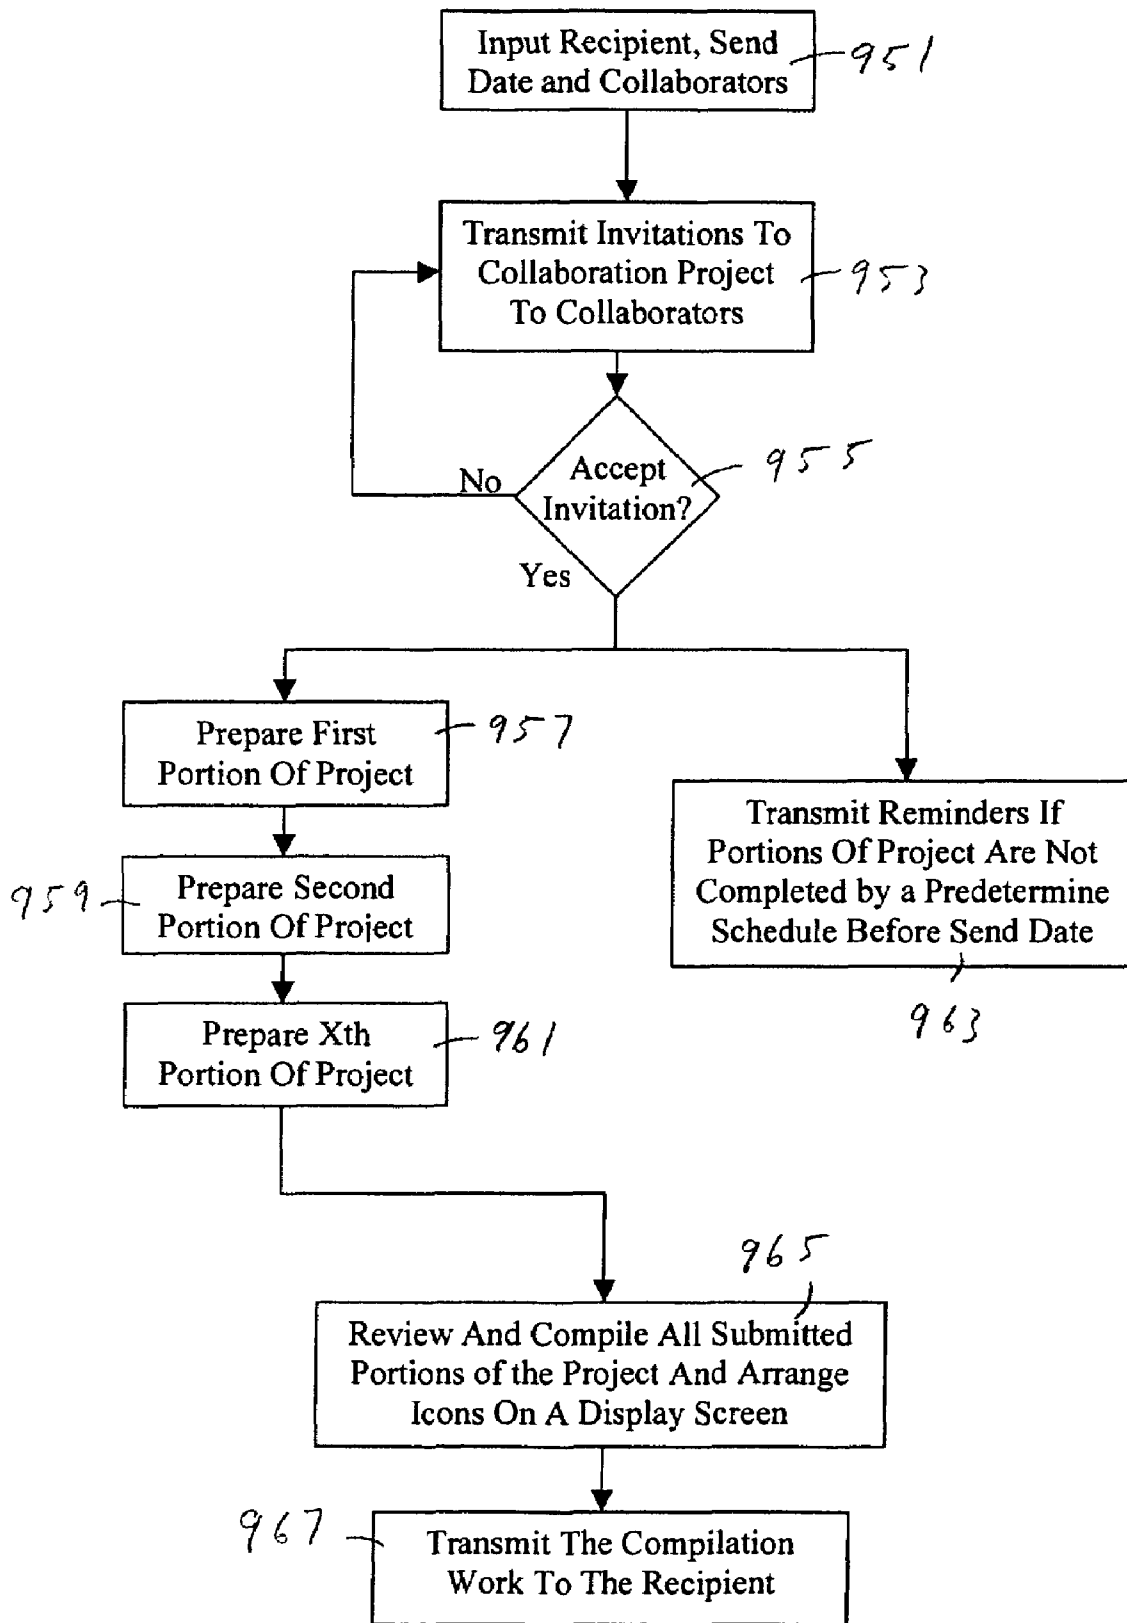 Input Recipient, Send
Date and Collaborators
951
Transmit Invitations To
Collaboration Project
To Collaborators
953
Accept
Invitation?
955
No
Yes
Prepare First
Portion Of Project
957
Prepare Second
Portion Of Project
959
Prepare Xth
Portion Of Project
961
Transmit Reminders If
Portions Of Project Are Not
Completed by a Predetermine
Schedule Before Send Date
963
965
Review And Compile All Submitted
Portions of the Project And Arrange
Icons On A Display Screen
967
Transmit The Compilation
Work To The Recipient